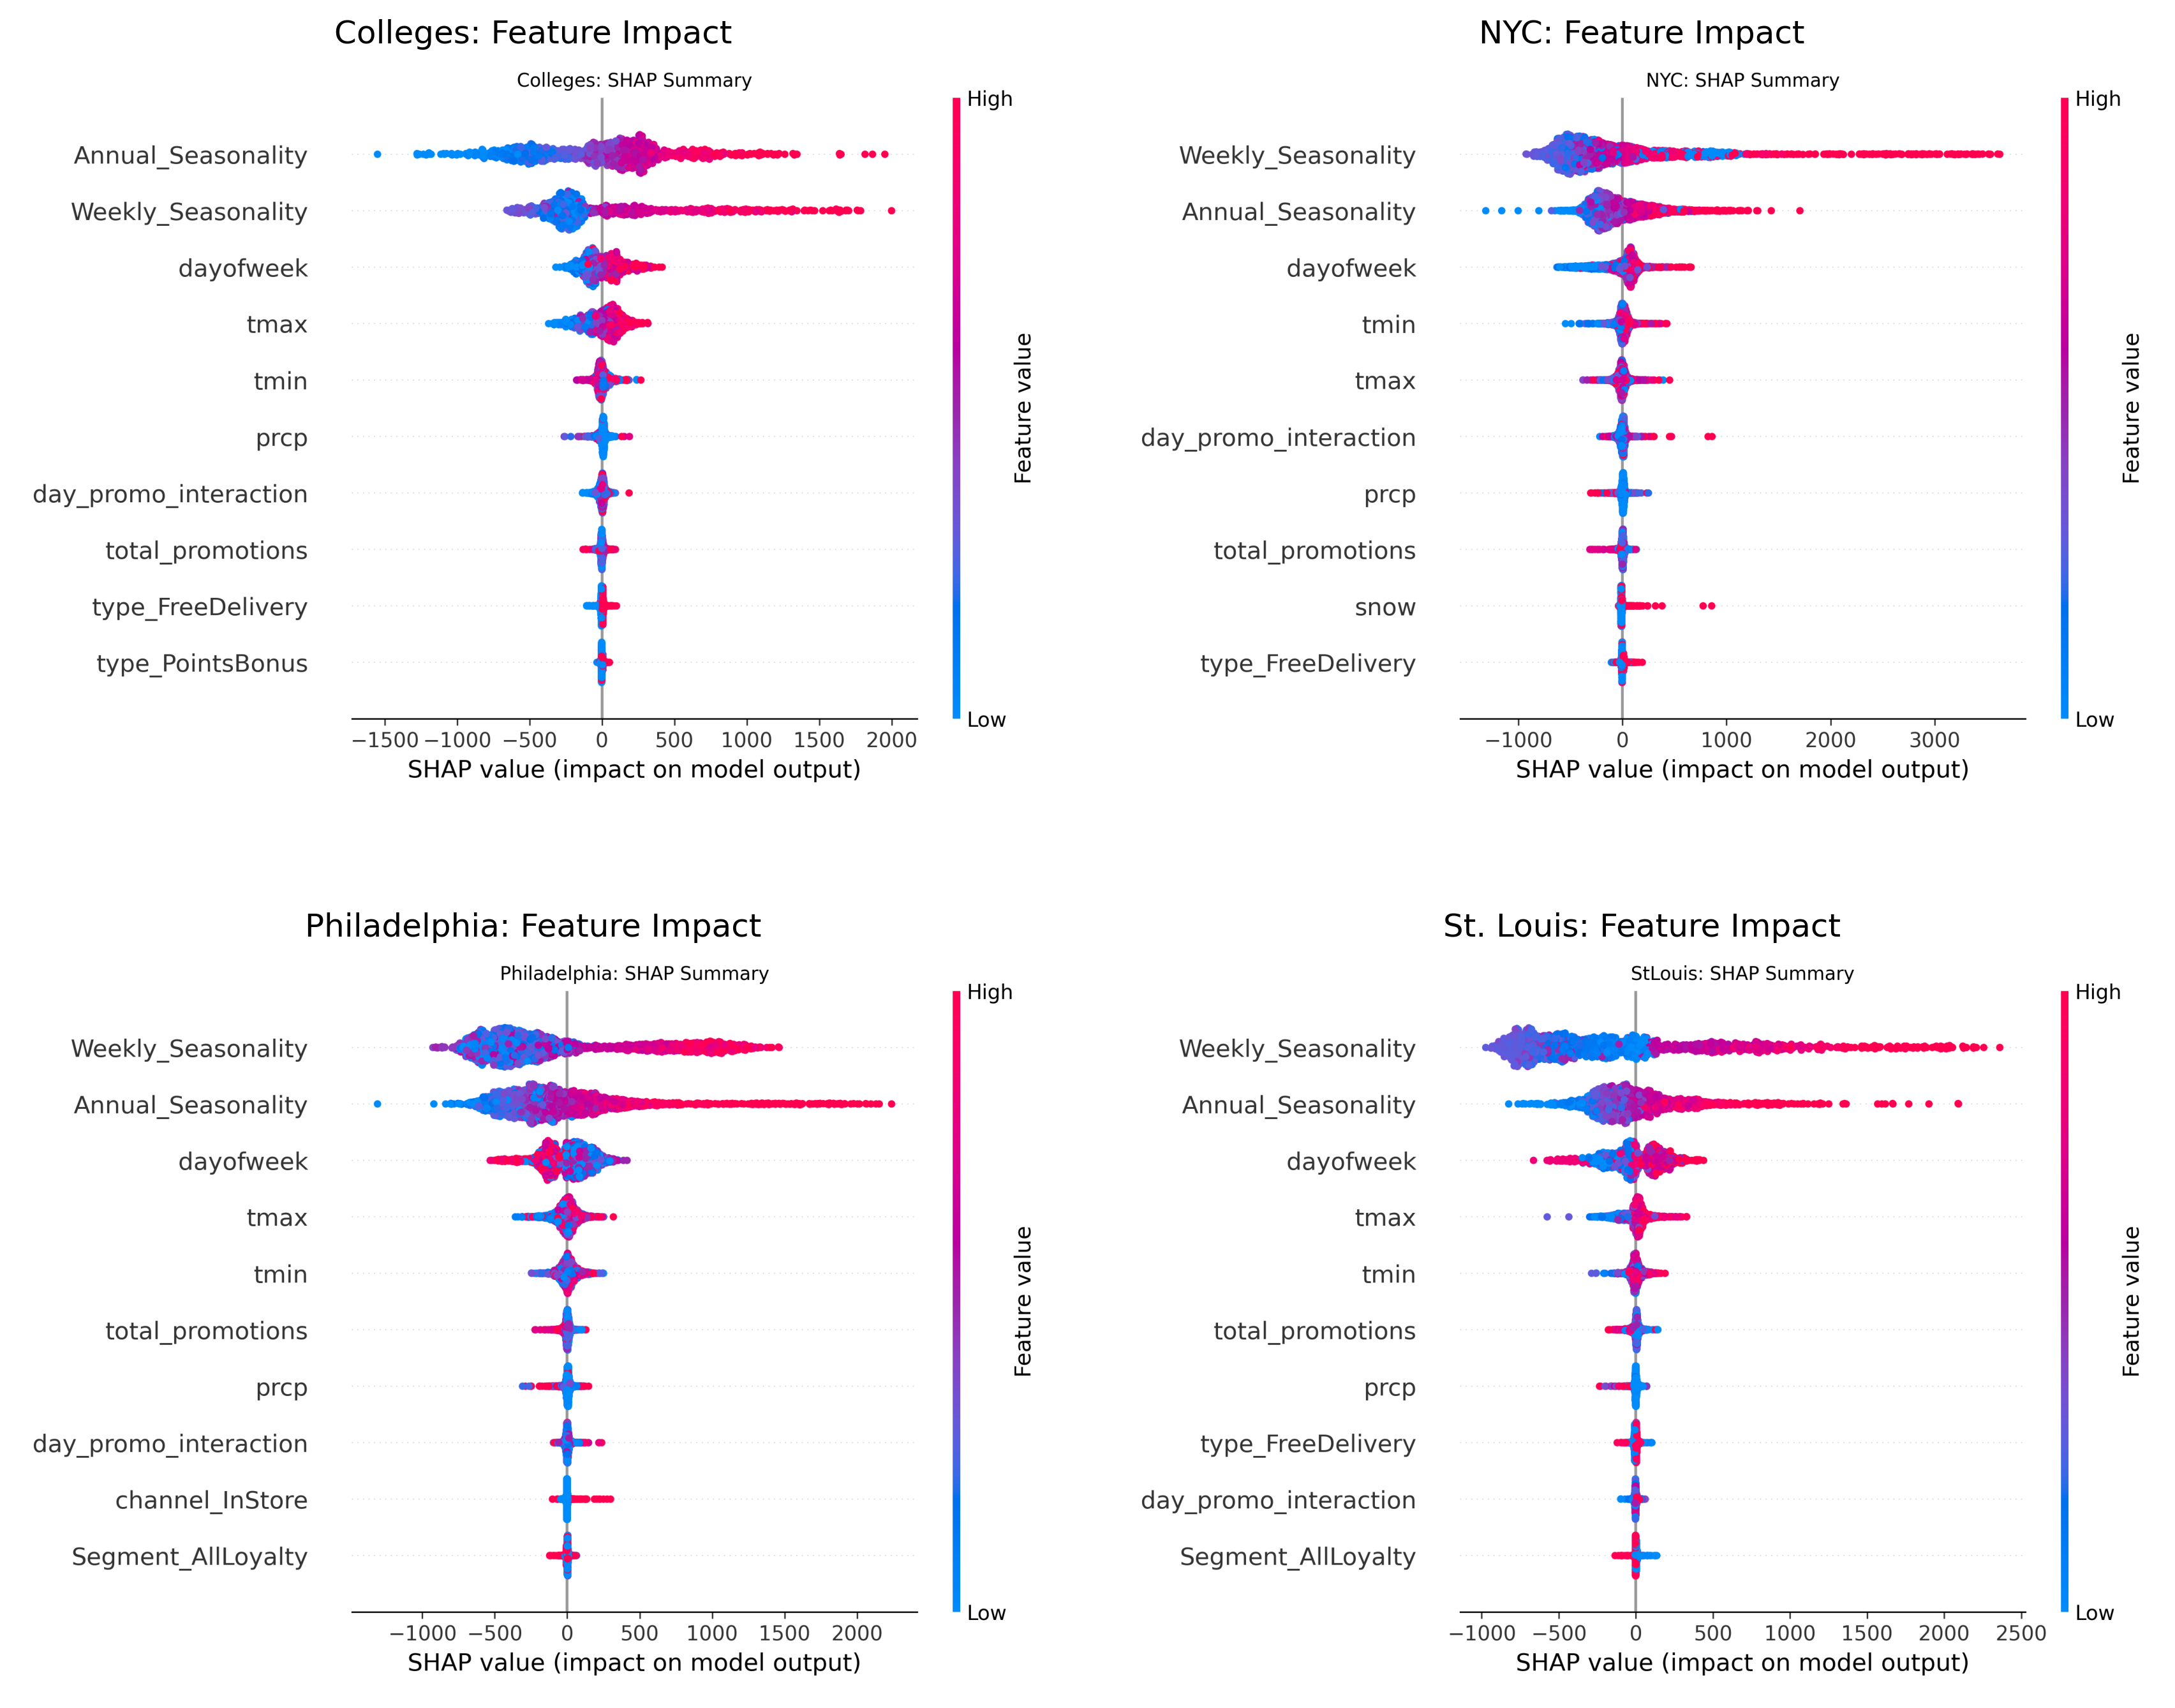 Colleges: Feature Impact
Colleges: SHAP Summary
High
Annual_Seasonality
Weekly_Seasonality
dayofweek
tmax
tmin
prcp
day_promo_interaction
total_promotions
type_FreeDelivery
type_PointsBonus
Feature value
Low
−1500 −1000 −500 0 500 1000 1500 2000
SHAP value (impact on model output)
NYC: Feature Impact
NYC: SHAP Summary
High
Weekly_Seasonality
Annual_Seasonality
dayofweek
tmin
tmax
day_promo_interaction
prcp
total_promotions
snow
type_FreeDelivery
Feature value
Low
−1000 0 1000 2000 3000
SHAP value (impact on model output)
Philadelphia: Feature Impact
Philadelphia: SHAP Summary
High
Weekly_Seasonality
Annual_Seasonality
dayofweek
tmax
tmin
total_promotions
prcp
day_promo_interaction
channel_InStore
Segment_AllLoyalty
Feature value
Low
−1000 −500 0 500 1000 1500 2000
SHAP value (impact on model output)
St. Louis: Feature Impact
StLouis: SHAP Summary
High
Weekly_Seasonality
Annual_Seasonality
dayofweek
tmax
tmin
total_promotions
prcp
type_FreeDelivery
day_promo_interaction
Segment_AllLoyalty
Feature value
Low
−1000 −500 0 500 1000 1500 2000 2500
SHAP value (impact on model output)